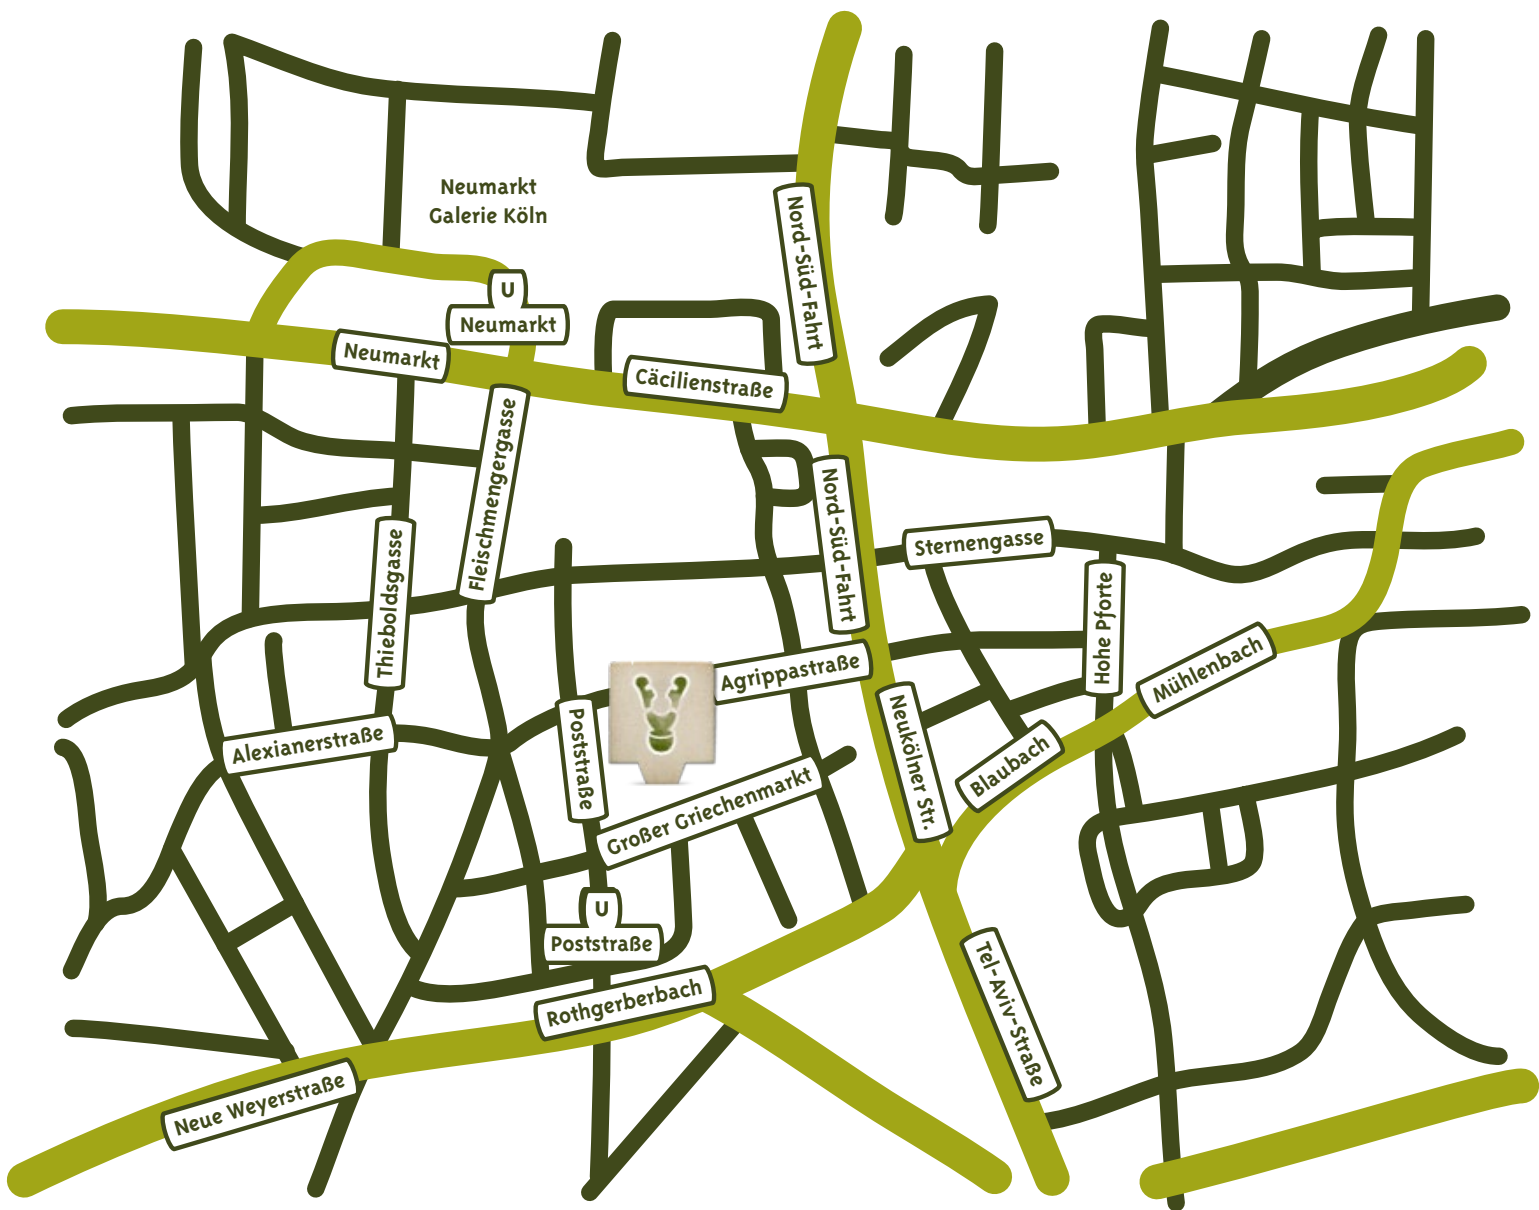 Neumarkt
Galerie Köln
Nord-Süd-Fahrt
U
Neumarkt
Neumarkt
Cäcilienstraße
Fleischmengergasse
Nord-Süd-Fahrt
Sternengasse
Thieboldsgasse
Hohe Pforte
Agrippastraße
Mühlenbach
Alexianerstraße
Poststraße
Neukölner Str.
Blaubach
Großer Griechenmarkt
U
Poststraße
Rothgerberbach
Tel-Aviv-Straße
Neue Weyerstraße